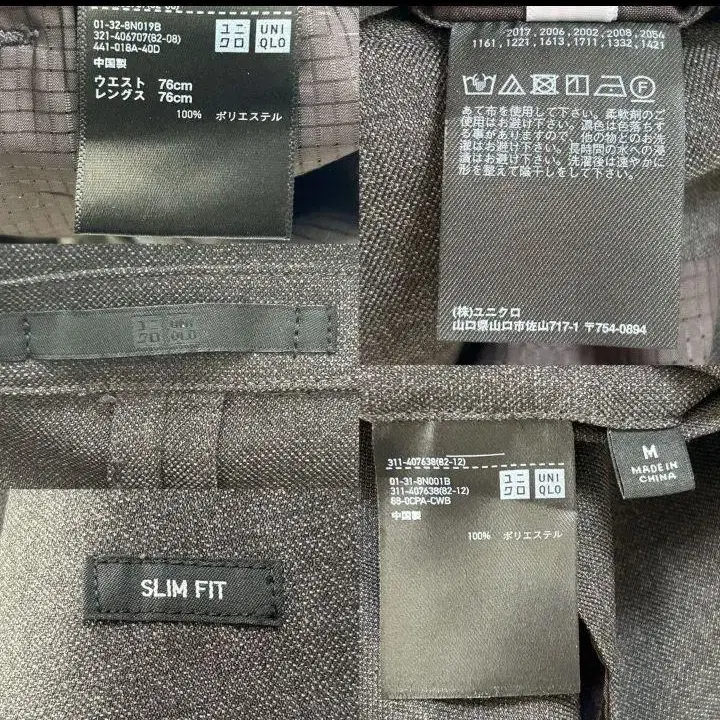 01-32-8N019B
321-406707(82-08)
441-018A-40D
ユニクロ UNIQLO
中国製
ウエスト 76cm
レングス 76cm
100% ポリエステル
2017, 2006, 2002, 2008, 2054
1161, 1221, 1613, 1711, 1332, 1421
F
あて布を使用して下さい。柔軟剤のご
使用はお避け下さい。濃色は色落ちす
る事がありますので、他の物とのお洗
濯はお避け下さい。長時間の水への浸
漬はお避け下さい。洗濯後は速やかに
形を整えて陰干しをして下さい。
(株)ユニクロ
山口県山口市佐山717-1 〒754-0894
ユニクロ UNIQLO
SLIM FIT
311-407638(82-12)
01-31-8N001B
311-407638(82-12)
68-0CPA-CWB
ユニクロ UNIQLO
中国製
100% ポリエステル
M
MADE IN
CHINA